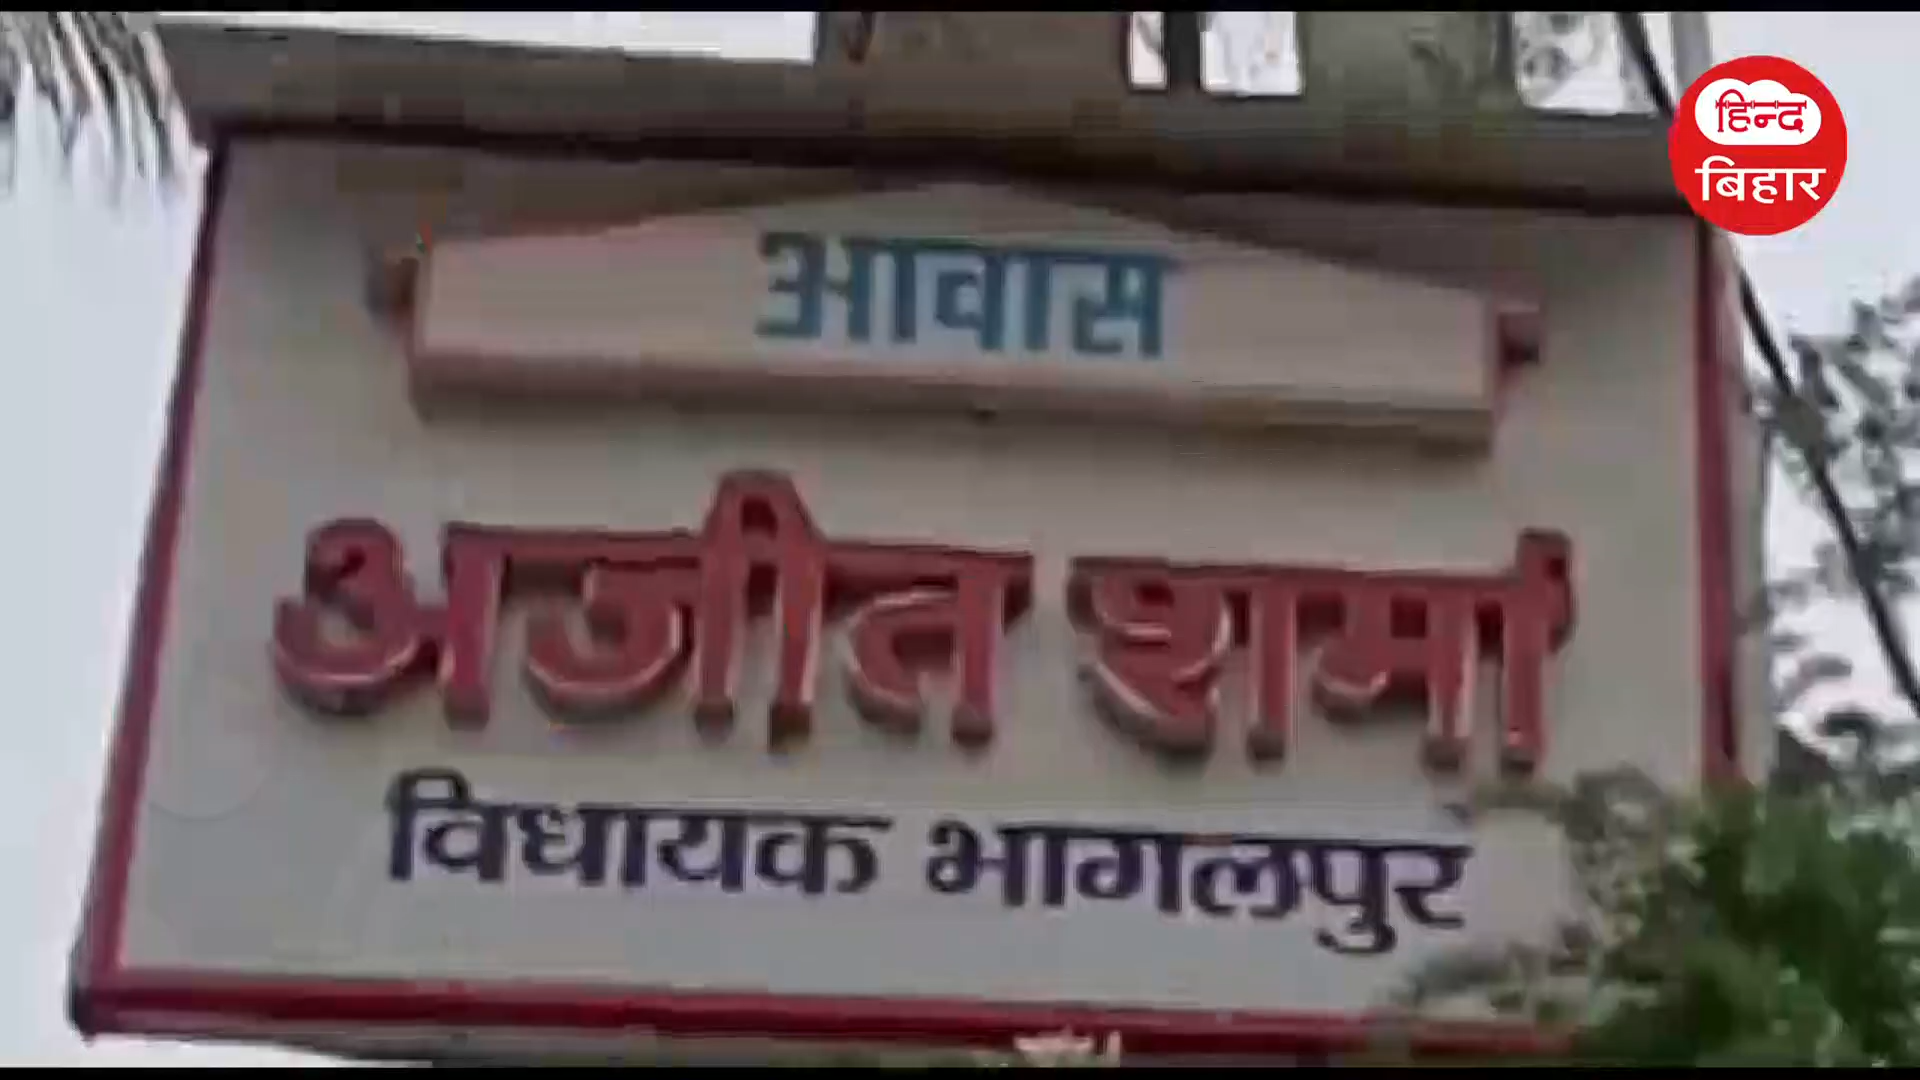 हिन्द
बिहार
आवास
अजीत शर्मा
विधायक भागलपुर